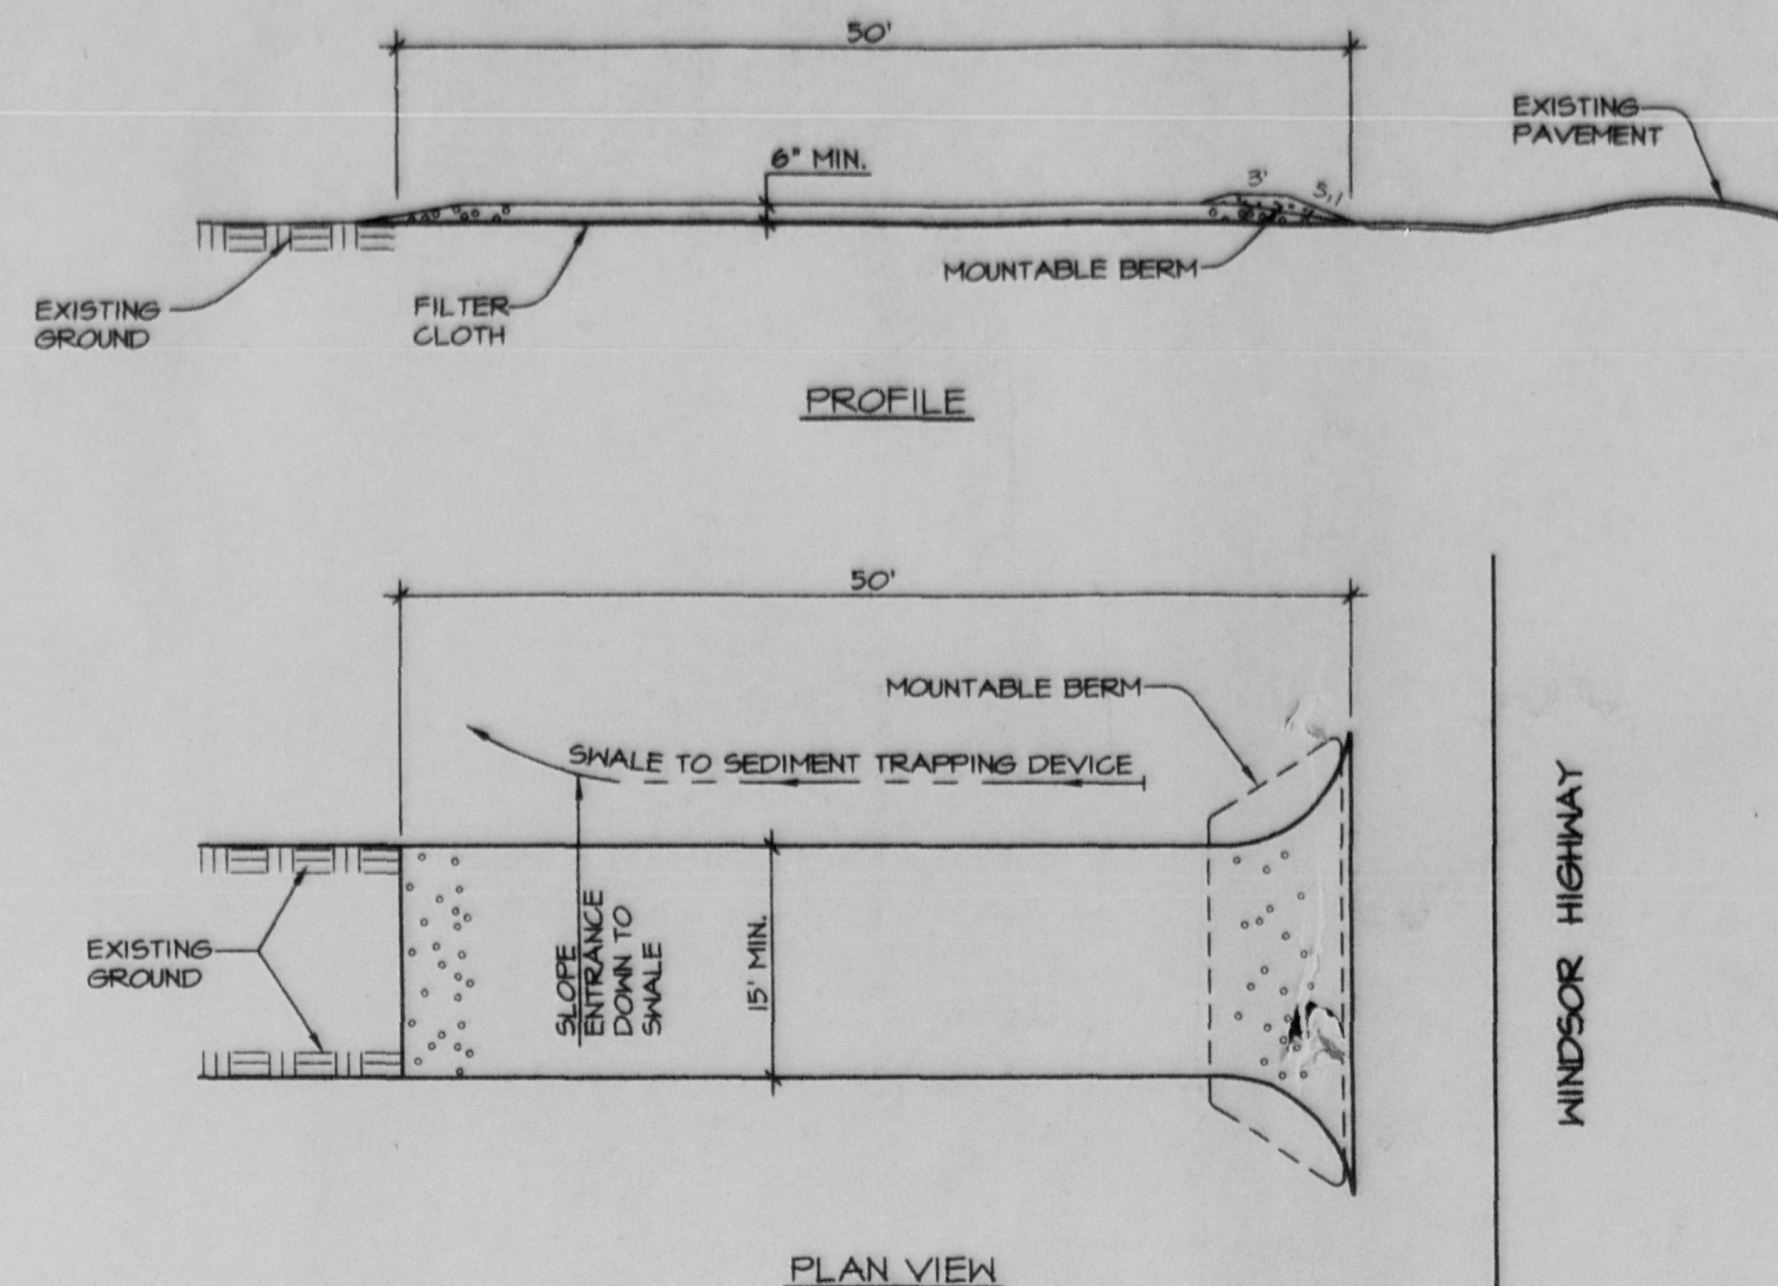 50'
EXISTING
PAVEMENT
6" MIN.
3'
5,1
MOUNTABLE BERM
EXISTING
GROUND
FILTER
CLOTH
PROFILE
50'
MOUNTABLE BERM
SWALE TO SEDIMENT TRAPPING DEVICE
EXISTING
GROUND
SLOPE
ENTRANCE
DOWN TO
SWALE
15' MIN.
WINDSOR HIGHWAY
PLAN VIEW